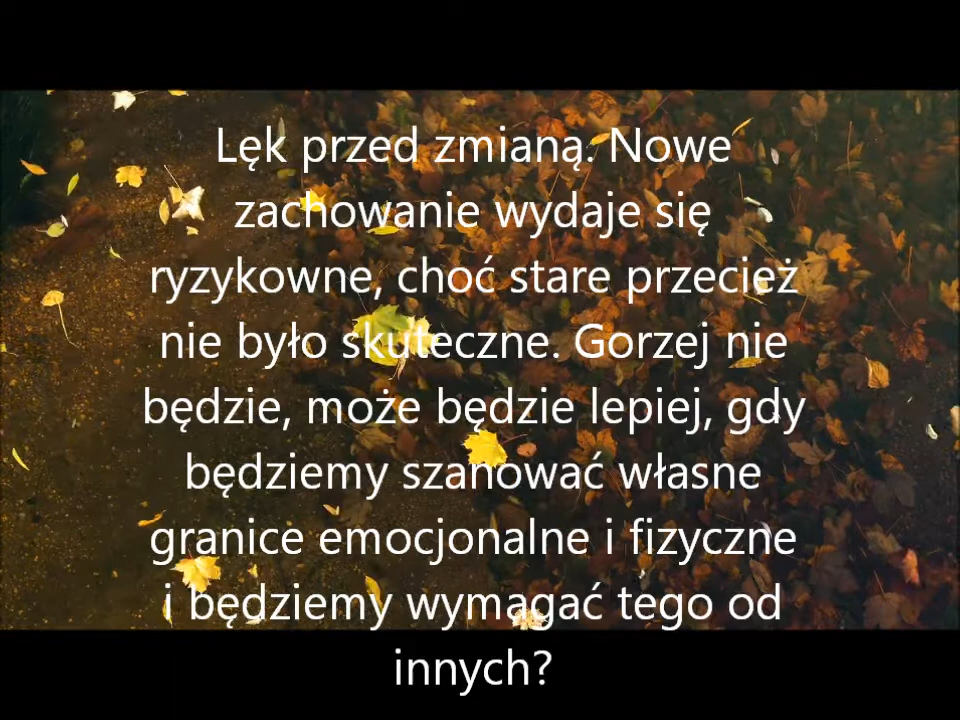 Lęk przed zmianą. Nowe
zachowanie wydaje się
ryzykowne, choć stare przecież
nie było skuteczne. Gorzej nie
będzie, może będzie lepiej, gdy
będziemy szanować własne
granice emocjonalne i fizyczne
i będziemy wymagać tego od
innych?